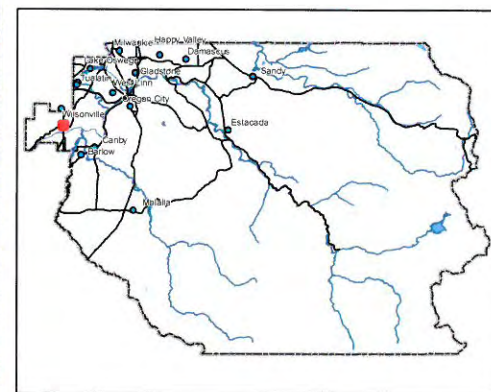 Milwaukie
Happy Valley
Damascus
Lake Oswego
Gladstone
Sandy
Tualatin
West Linn
Oregon City
Wilsonville
Estacada
Canby
Barlow
Molalla